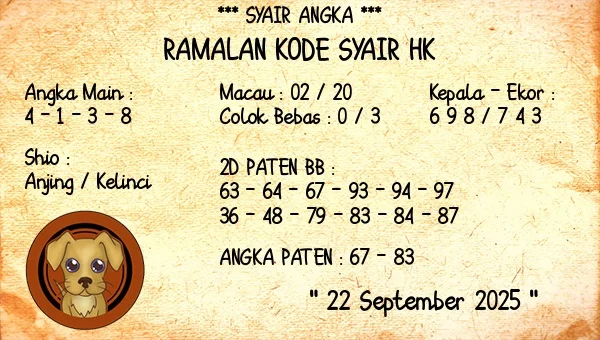 *** SYAIR ANGKA ***
RAMALAN KODE SYAIR HK
Angka Main :
4 - 1 - 3 - 8
Macau : 02 / 20
Colok Bebas : 0 / 3
Kepala - Ekor :
6 9 8 / 7 4 3
Shio :
Anjing / Kelinci
2D PATEN BB :
63 - 64 - 67 - 93 - 94 - 97
36 - 48 - 79 - 83 - 84 - 87
ANGKA PATEN : 67 - 83
" 22 September 2025 "